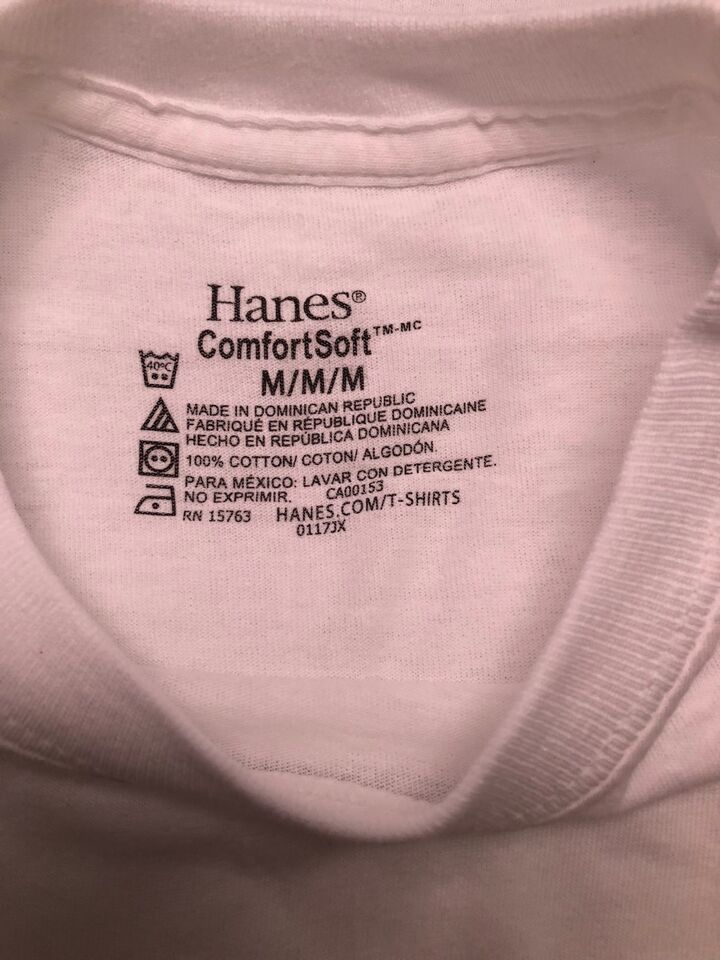 Hanes®
ComfortSoft™-MC
M/M/M
40ºC
MADE IN DOMINICAN REPUBLIC
FABRIQUÉ EN RÉPUBLIQUE DOMINICAINE
HECHO EN REPÚBLICA DOMINICANA
100% COTTON/ COTON/ ALGODÓN.
PARA MÉXICO: LAVAR CON DETERGENTE.
NO EXPRIMIR. CA00153
RN 15763 HANES.COM/T-SHIRTS
0117JX